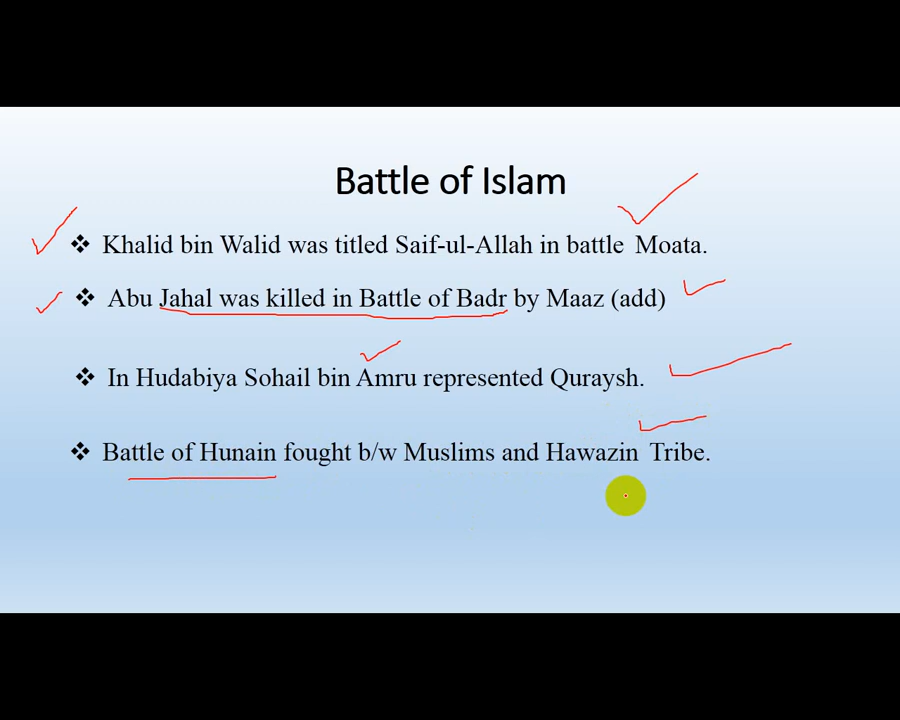 Battle of Islam
❖ Khalid bin Walid was titled Saif-ul-Allah in battle Moata.
❖ Abu Jahal was killed in Battle of Badr by Maaz (add)
❖ In Hudabiya Sohail bin Amru represented Quraysh.
❖ Battle of Hunain fought b/w Muslims and Hawazin Tribe.